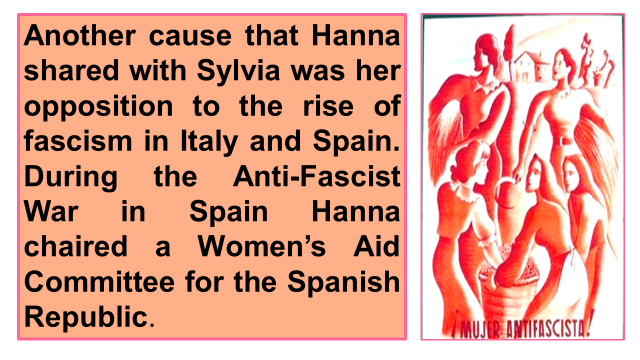 Another cause that Hanna
shared with Sylvia was her
opposition to the rise of
fascism in Italy and Spain.
During the Anti-Fascist
War in Spain Hanna
chaired a Women’s Aid
Committee for the Spanish
Republic.
¡MUJER ANTIFASCISTA!